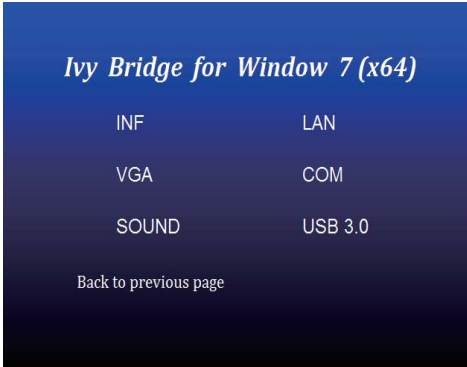 Ivy Bridge for Window 7 (x64)
INF LAN
VGA COM
SOUND USB 3.0
Back to previous page